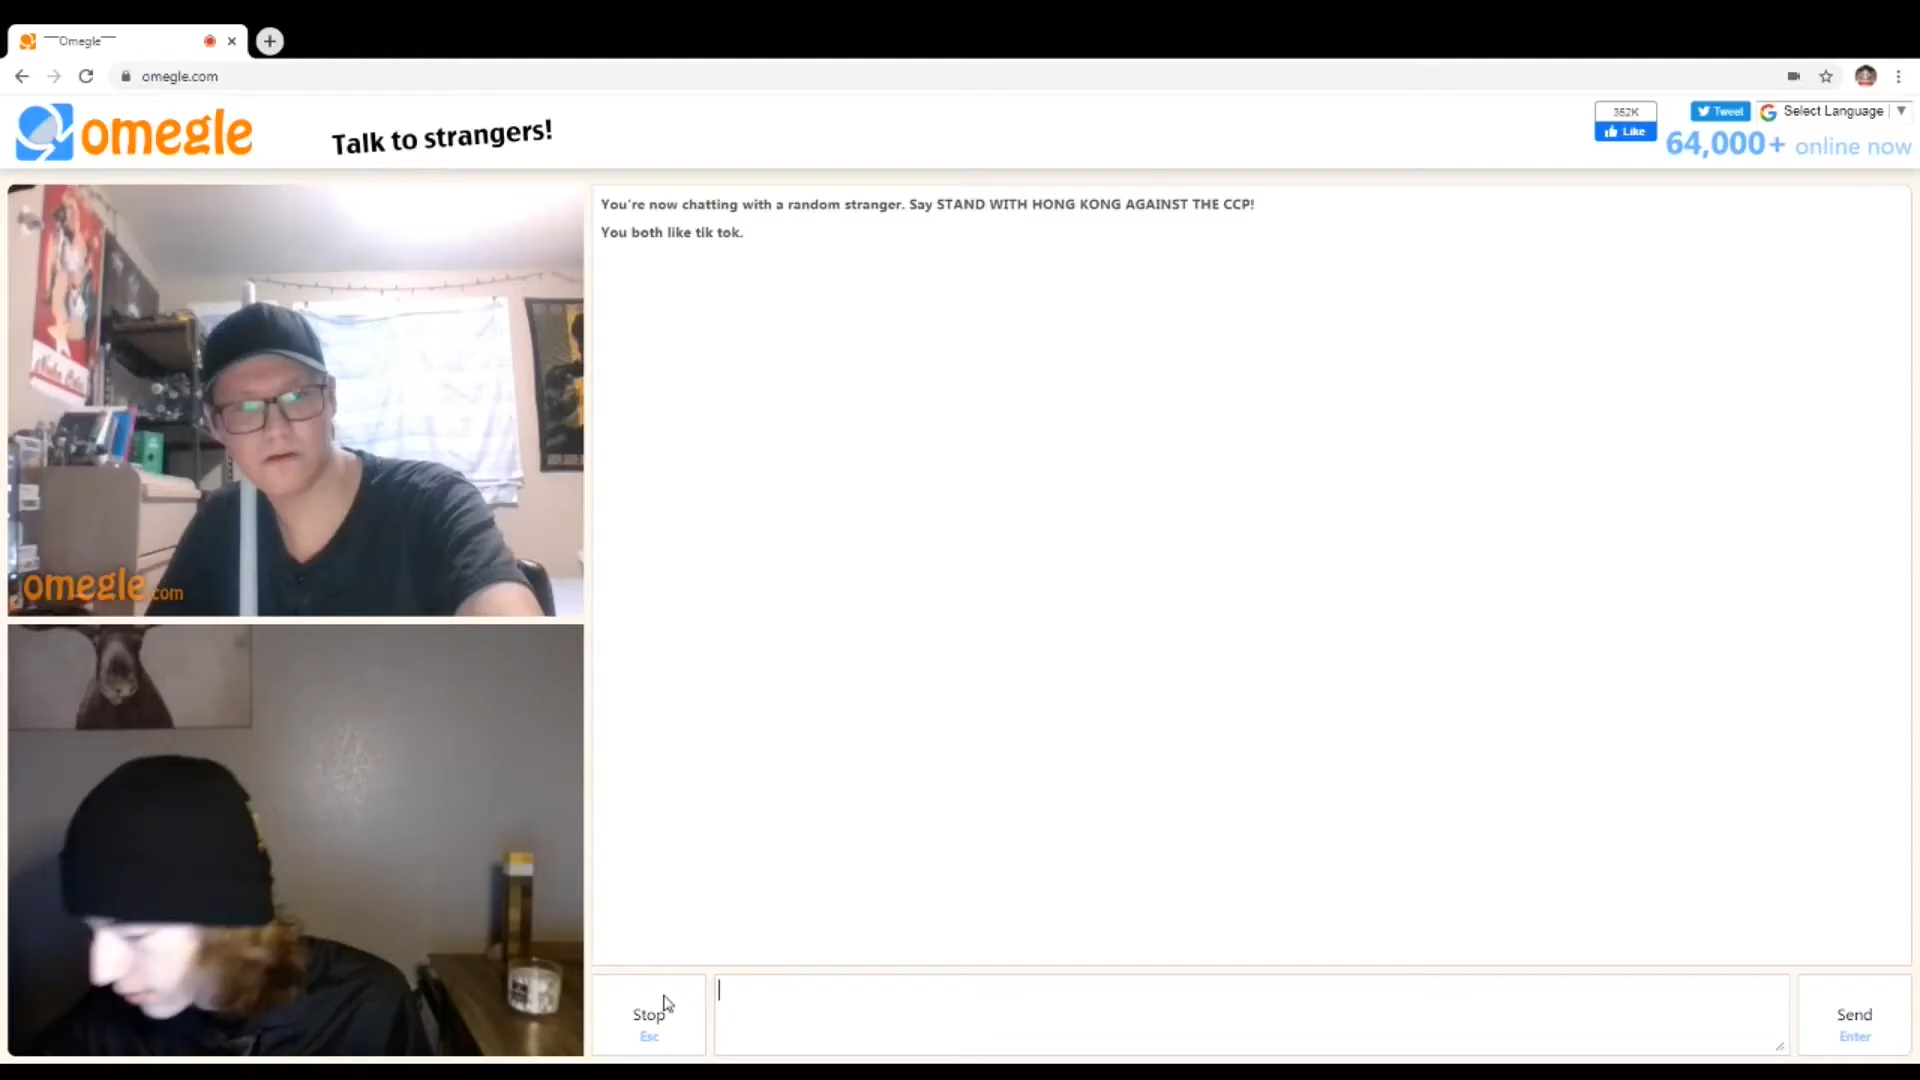 Omegle
omegle.com
omegle
Talk to strangers!
352K
Like
Tweet
Select Language
64,000+ online now
You're now chatting with a random stranger. Say STAND WITH HONG KONG AGAINST THE CCP!
You both like tik tok.
omegle.com
Stop
Esc
Send
Enter